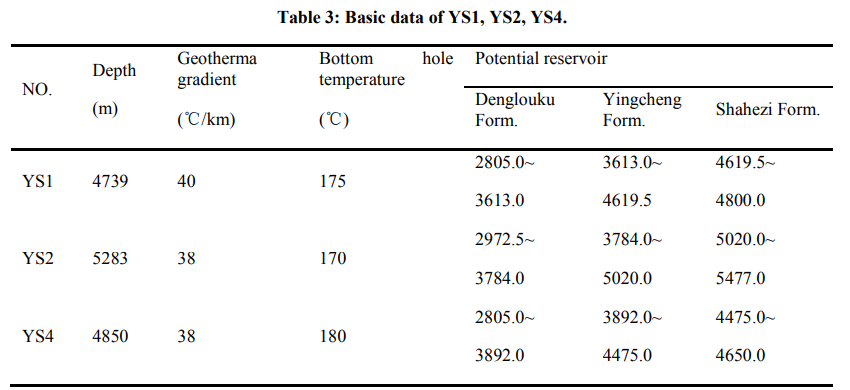 Table 3: Basic data of YS1, YS2, YS4.
NO. Depth (m) Geotherma gradient (℃/km) Bottom hole temperature (℃) Potential reservoir
Denglouku Form. Yingcheng Form. Shahezi Form.
YS1 4739 40 175 2805.0~ 3613.0 3613.0~ 4619.5 4619.5~ 4800.0
YS2 5283 38 170 2972.5~ 3784.0 3784.0~ 5020.0 5020.0~ 5477.0
YS4 4850 38 180 2805.0~ 3892.0 3892.0~ 4475.0 4475.0~ 4650.0